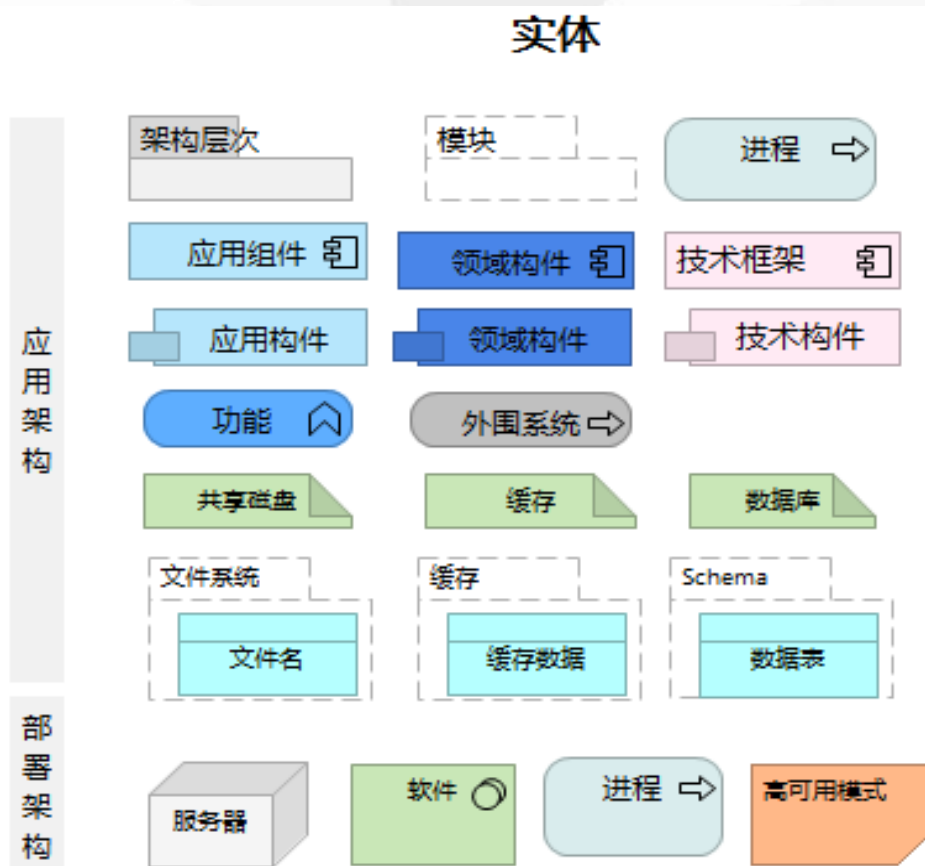 实体
应用架构
架构层次
模块
进程
应用组件
领域构件
技术框架
应用构件
领域构件
技术构件
功能
外围系统
共享磁盘
缓存
数据库
文件系统
缓存
Schema
文件名
缓存数据
数据表
部署架构
服务器
软件
进程
高可用模式